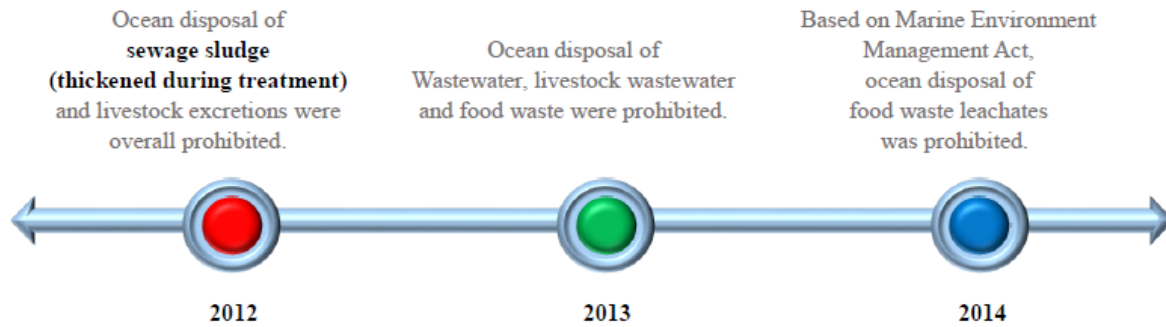 Ocean disposal of
sewage sludge
(thickened during treatment)
and livestock excretions were
overall prohibited.
Ocean disposal of
Wastewater, livestock wastewater
and food waste were prohibited.
Based on Marine Environment
Management Act,
ocean disposal of
food waste leachates
was prohibited.
2012
2013
2014